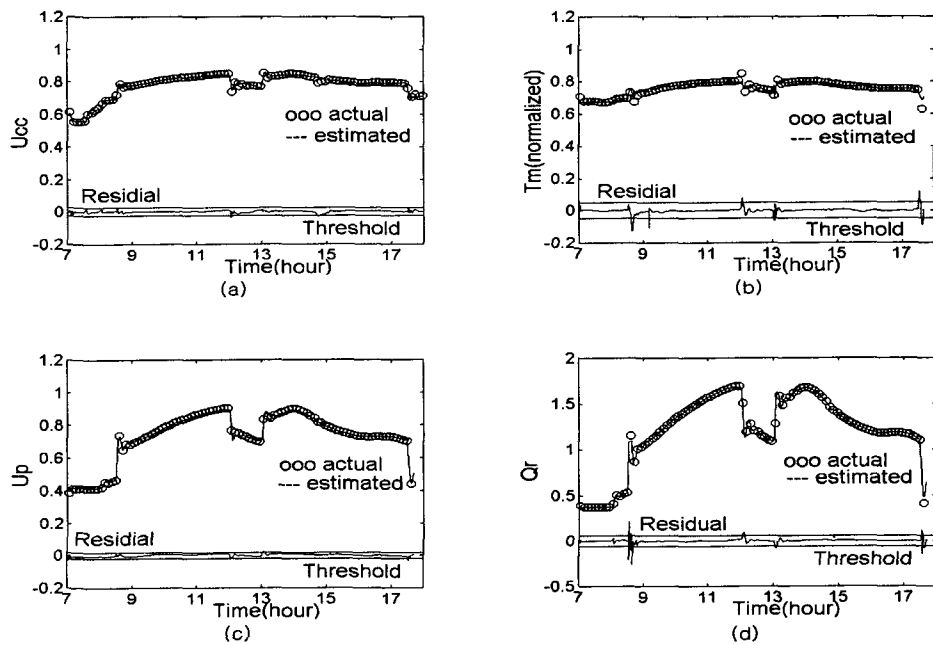 1.2
1
0.8
0.6
0.4
0.2
0
-0.2
Ucc
ooo actual
--- estimated
Residial
Threshold
7 9 11 13 15 17
Time(hour)
(a)
1.2
1
0.8
0.6
0.4
0.2
0
-0.2
Tm(normalized)
ooo actual
--- estimated
Residial
Threshold
7 9 11 13 15 17
Time(hour)
(b)
1.2
1
0.8
0.6
0.4
0.2
0
-0.2
Up
ooo actual
--- estimated
Residial
Threshold
7 9 11 13 15 17
Time(hour)
(c)
2
1.5
1
0.5
0
-0.5
Qr
ooo actual
--- estimated
Residual
Threshold
7 9 11 13 15 17
Time(hour)
(d)